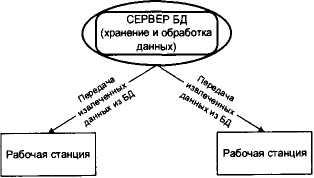 СЕРВЕР БД
(хранение и обработка
данных)
Передача
извлеченных
данных из БД
Передача
извлеченных
данных из БД
Рабочая станция
Рабочая станция